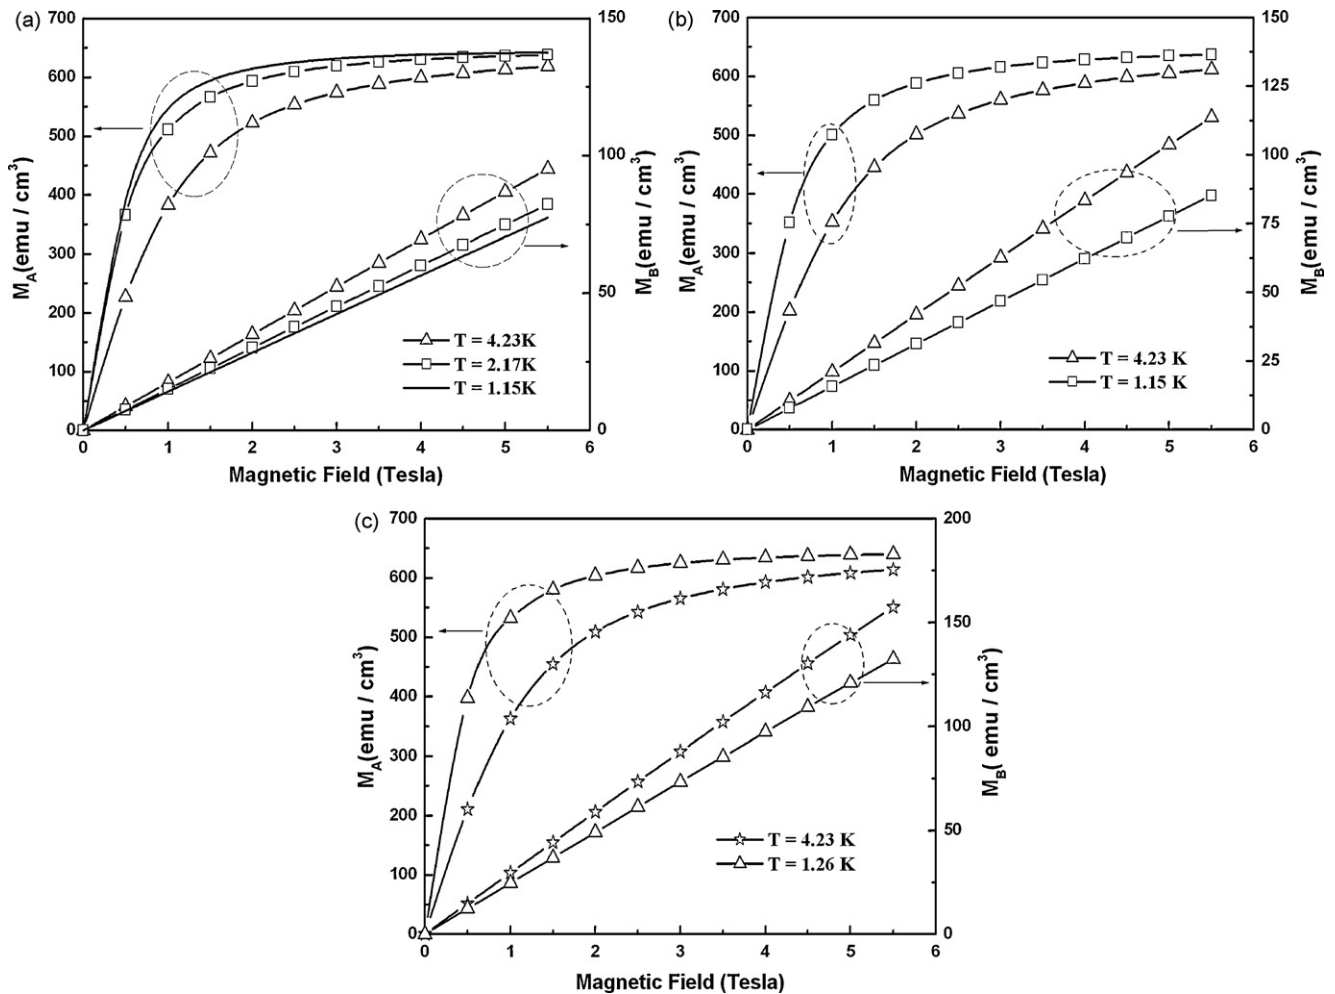 (a)
700
600
500
400
300
200
100
0
M_A(emu / cm³)
150
100
50
0
M_B(emu / cm³)
T = 4.23K
T = 2.17K
T = 1.15K
0 1 2 3 4 5 6
Magnetic Field (Tesla)
(b)
700
600
500
400
300
200
100
0
M_A(emu / cm³)
150
125
100
75
50
25
0
M_B(emu / cm³)
T = 4.23 K
T = 1.15 K
0 1 2 3 4 5 6
Magnetic Field (Tesla)
(c)
700
600
500
400
300
200
100
0
M_A(emu / cm³)
200
150
100
50
0
M_B( emu / cm³)
T = 4.23 K
T = 1.26 K
0 1 2 3 4 5 6
Magnetic Field (Tesla)